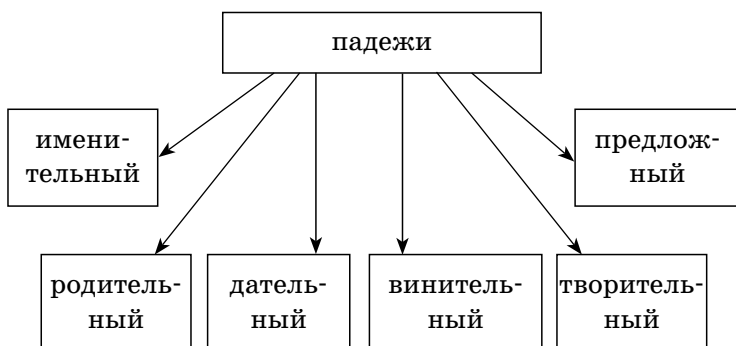 падежи
имени-
тельный
предлож-
ный
родитель-
ный
датель-
ный
винитель-
ный
творитель-
ный